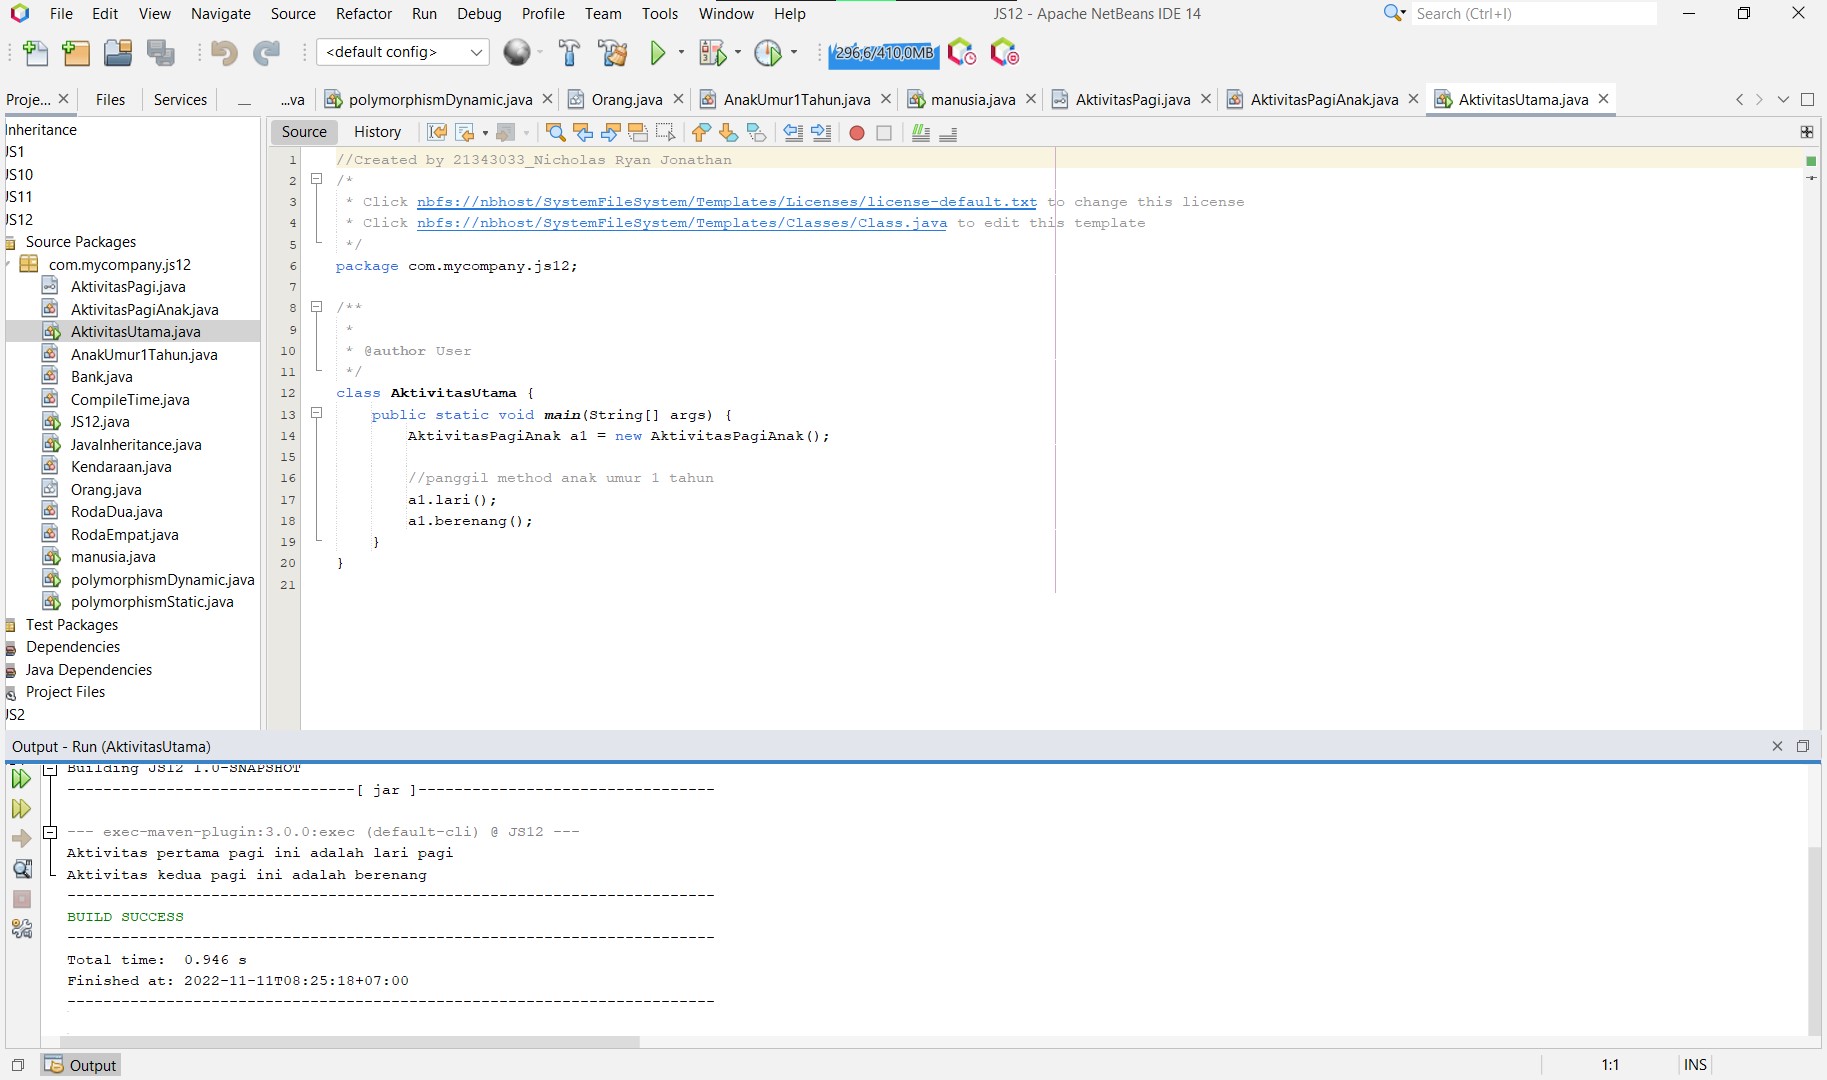 File Edit View Navigate Source Refactor Run Debug Profile Team Tools Window Help JS12 - Apache NetBeans IDE 14 Search (Ctrl+I)
<default config> 296,6/410,0MB
Proje... Files Services ...va polymorphismDynamic.java Orang.java AnakUmur1Tahun.java manusia.java AktivitasPagi.java AktivitasPagiAnak.java AktivitasUtama.java
Inheritance
JS1
JS10
JS11
JS12
Source Packages
com.mycompany.js12
AktivitasPagi.java
AktivitasPagiAnak.java
AktivitasUtama.java
AnakUmur1Tahun.java
Bank.java
CompileTime.java
JS12.java
JavaInheritance.java
Kendaraan.java
Orang.java
RodaDua.java
RodaEmpat.java
manusia.java
polymorphismDynamic.java
polymorphismStatic.java
Test Packages
Dependencies
Java Dependencies
Project Files
JS2
Source History
1 //Created by 21343033_Nicholas Ryan Jonathan
2 /*
3 * Click nbfs://nbhost/SystemFileSystem/Templates/Licenses/license-default.txt to change this license
4 * Click nbfs://nbhost/SystemFileSystem/Templates/Classes/Class.java to edit this template
5 */
6 package com.mycompany.js12;
7
8 /**
9 *
10 * @author User
11 */
12 class AktivitasUtama {
13 public static void main(String[] args) {
14 AktivitasPagiAnak a1 = new AktivitasPagiAnak();
15
16 //panggil method anak umur 1 tahun
17 a1.lari();
18 a1.berenang();
19 }
20 }
21
Output - Run (AktivitasUtama)
Building JS12 1.0-SNAPSHOT
--------------------------------[ jar ]---------------------------------
--- exec-maven-plugin:3.0.0:exec (default-cli) @ JS12 ---
Aktivitas pertama pagi ini adalah lari pagi
Aktivitas kedua pagi ini adalah berenang
------------------------------------------------------------------------
BUILD SUCCESS
------------------------------------------------------------------------
Total time: 0.946 s
Finished at: 2022-11-11T08:25:18+07:00
------------------------------------------------------------------------
Output 1:1 INS